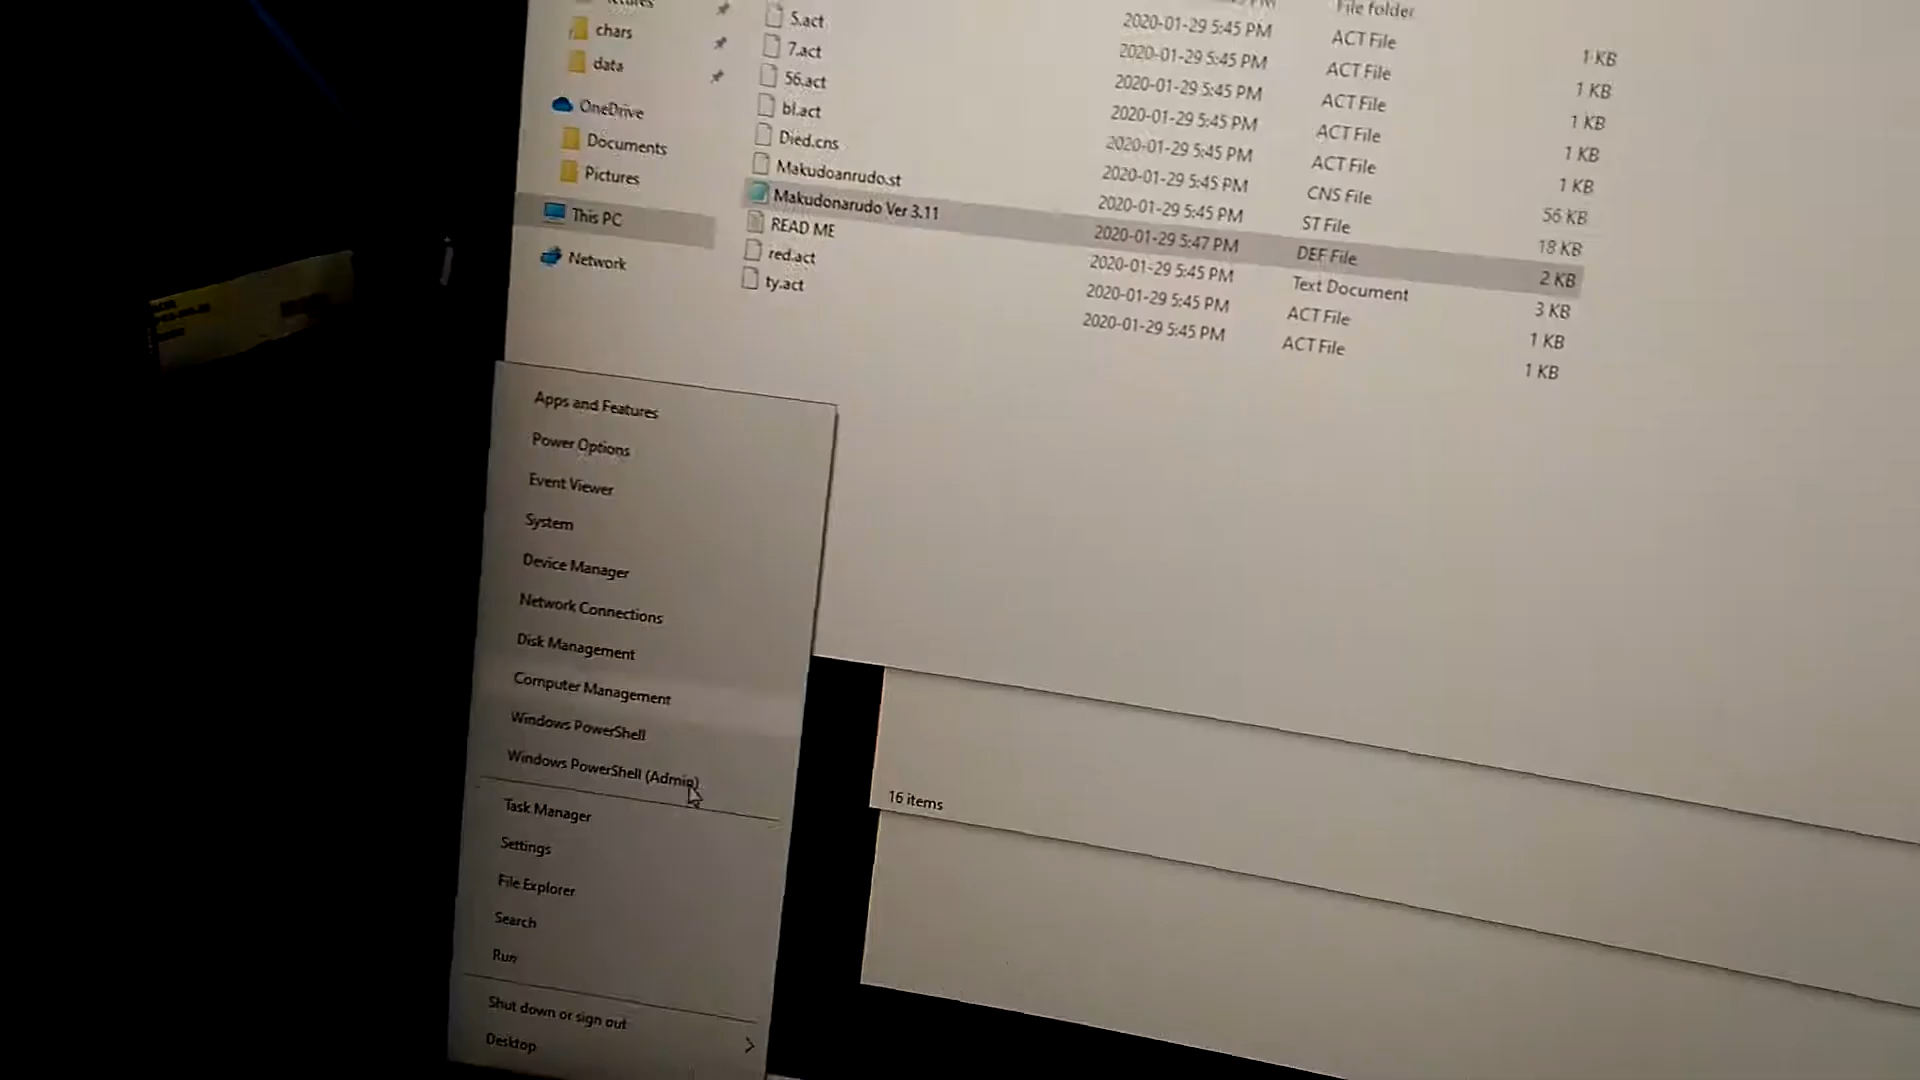 chars
data
OneDrive
Documents
Pictures
This PC
Network
File folder
5.act 2020-01-29 5:45 PM ACT File 1 KB
7.act 2020-01-29 5:45 PM ACT File 1 KB
56.act 2020-01-29 5:45 PM ACT File 1 KB
bl.act 2020-01-29 5:45 PM ACT File 1 KB
Died.cns 2020-01-29 5:45 PM ACT File 1 KB
Makudoanrudo.st 2020-01-29 5:45 PM CNS File 56 KB
Makudonarudo Ver 3.11 2020-01-29 5:45 PM ST File 18 KB
READ ME 2020-01-29 5:47 PM DEF File 2 KB
red.act 2020-01-29 5:45 PM Text Document 3 KB
ty.act 2020-01-29 5:45 PM ACT File 1 KB
2020-01-29 5:45 PM ACT File 1 KB
Apps and Features
Power Options
Event Viewer
System
Device Manager
Network Connections
Disk Management
Computer Management
Windows PowerShell
Windows PowerShell (Admin)
Task Manager
Settings
File Explorer
Search
Run
Shut down or sign out
Desktop
16 items